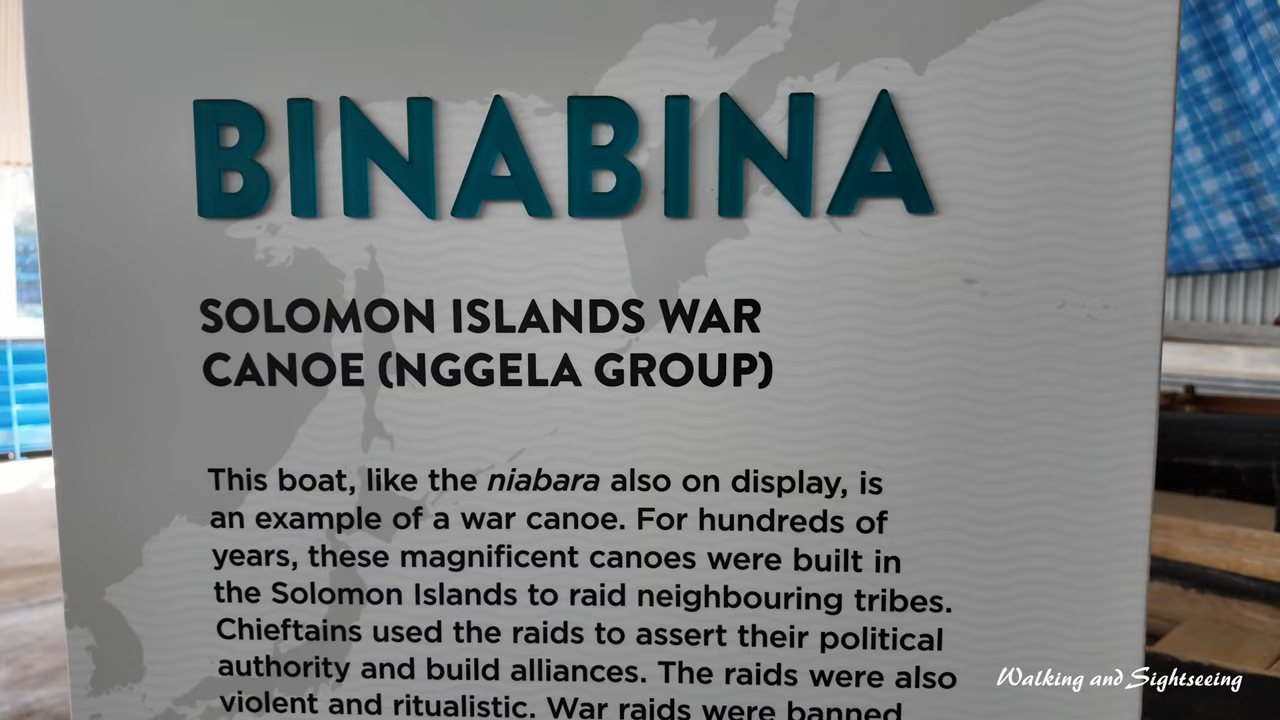 BINABINA
SOLOMON ISLANDS WAR
CANOE (NGGELA GROUP)
This boat, like the niabara also on display, is
an example of a war canoe. For hundreds of
years, these magnificent canoes were built in
the Solomon Islands to raid neighbouring tribes.
Chieftains used the raids to assert their political
authority and build alliances. The raids were also
violent and ritualistic. War raids were banned
Walking and Sightseeing